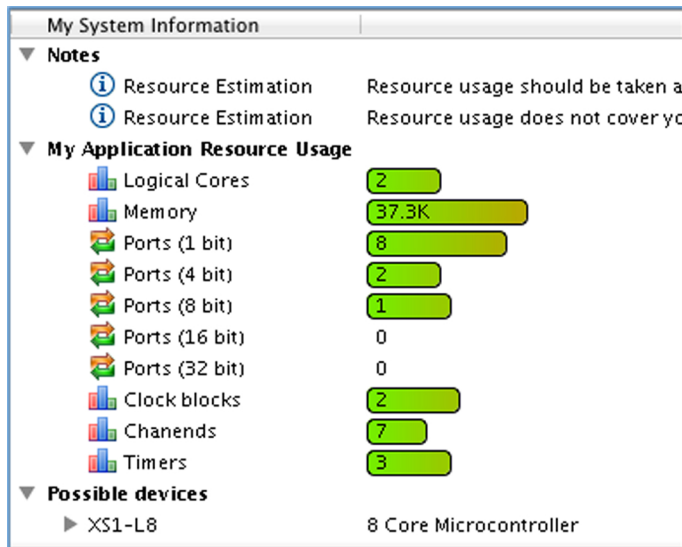 My System Information
Notes
Resource Estimation Resource usage should be taken a
Resource Estimation Resource usage does not cover yo
My Application Resource Usage
Logical Cores 2
Memory 37.3K
Ports (1 bit) 8
Ports (4 bit) 2
Ports (8 bit) 1
Ports (16 bit) 0
Ports (32 bit) 0
Clock blocks 2
Chanends 7
Timers 3
Possible devices
XS1-L8 8 Core Microcontroller